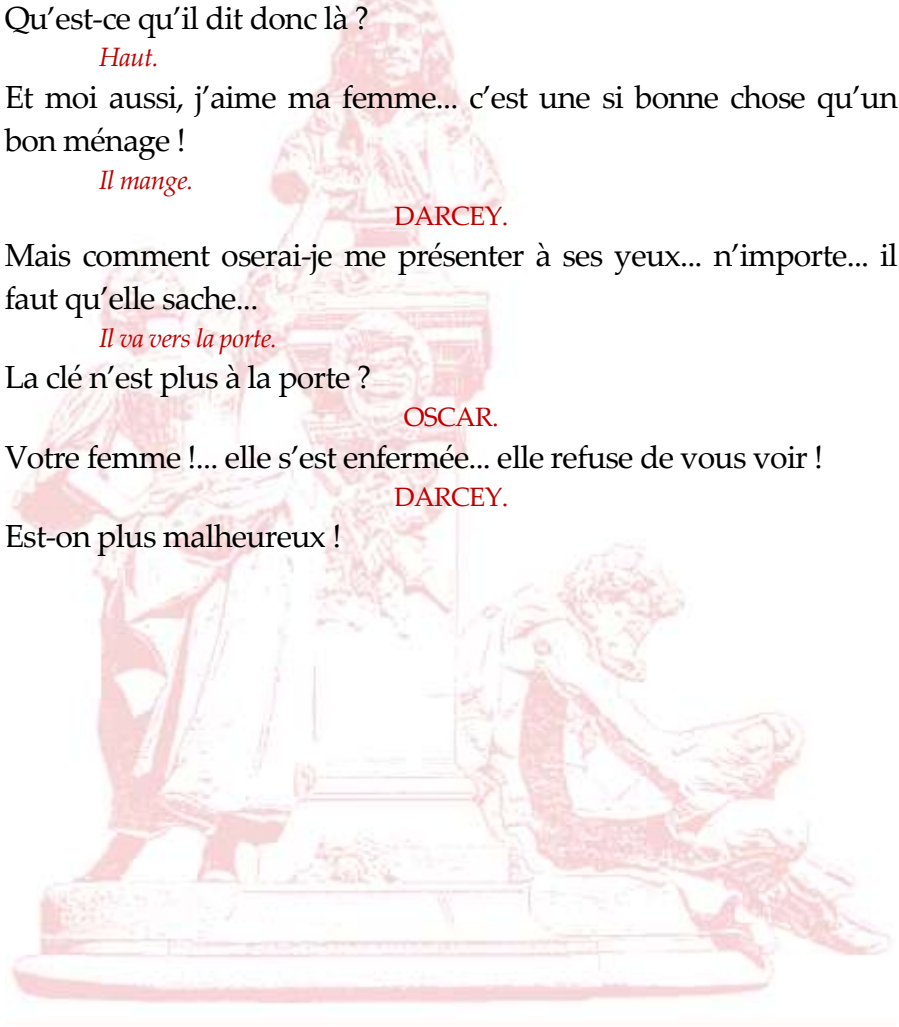 Qu'est-ce qu'il dit donc là ?
Haut.
Et moi aussi, j’aime ma femme... c’est une si bonne chose qu’un
bon ménage !
Il mange.
DARCEY.
Mais comment oserai-je me présenter à ses yeux... n’importe... il
faut qu’elle sache...
Il va vers la porte.
La clé n’est plus à la porte ?
OSCAR.
Votre femme !... elle s’est enfermée... elle refuse de vous voir !
DARCEY.
Est-on plus malheureux !